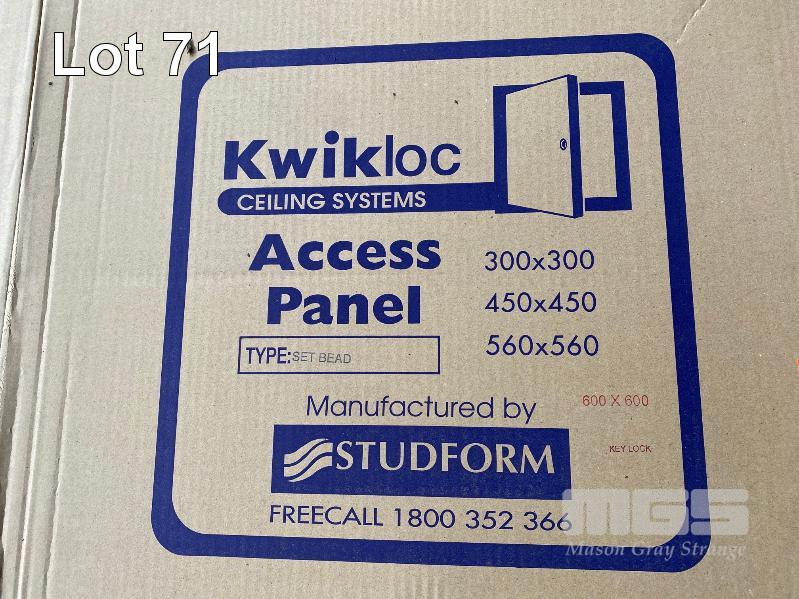 Lot 71
Kwikloc
CEILING SYSTEMS
Access
Panel
300x300
450x450
560x560
TYPE: SET BEAD
Manufactured by
600 X 600
STUDFORM
KEY LOCK
FREECALL 1800 352 366
MGS
Mason Gray Strange